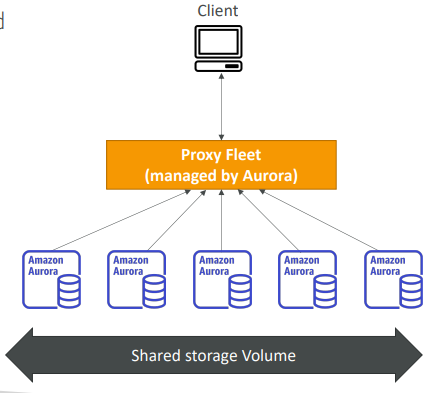 Client
Proxy Fleet
(managed by Aurora)
Amazon
Aurora
Amazon
Aurora
Amazon
Aurora
Amazon
Aurora
Amazon
Aurora
Shared storage Volume